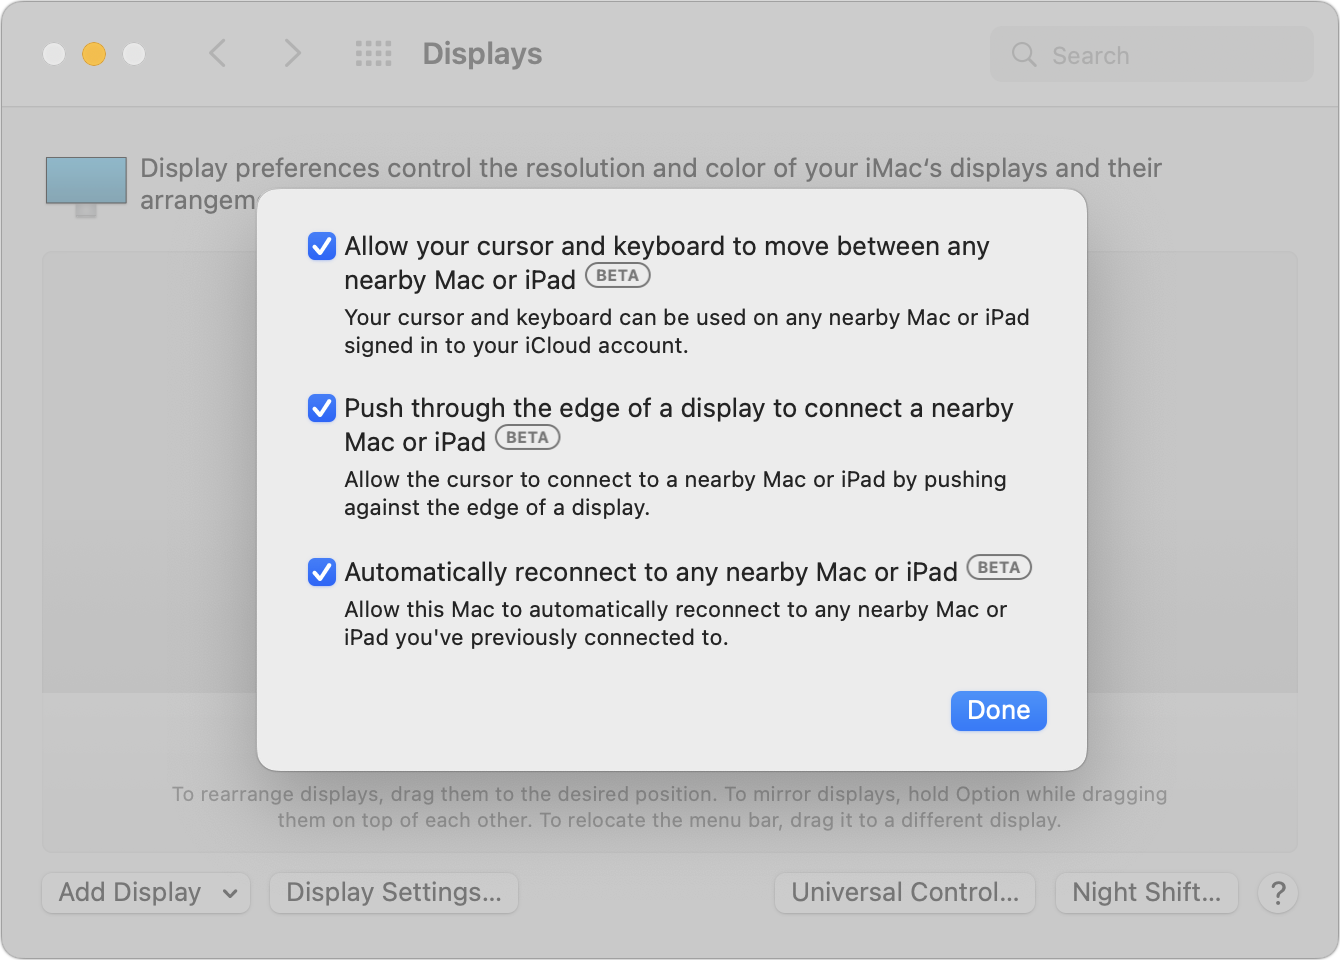 Displays
Search
Display preferences control the resolution and color of your iMac‘s displays and their
arrangem
Allow your cursor and keyboard to move between any
nearby Mac or iPad BETA
Your cursor and keyboard can be used on any nearby Mac or iPad
signed in to your iCloud account.
Push through the edge of a display to connect a nearby
Mac or iPad BETA
Allow the cursor to connect to a nearby Mac or iPad by pushing
against the edge of a display.
Automatically reconnect to any nearby Mac or iPad BETA
Allow this Mac to automatically reconnect to any nearby Mac or
iPad you've previously connected to.
Done
To rearrange displays, drag them to the desired position. To mirror displays, hold Option while dragging
them on top of each other. To relocate the menu bar, drag it to a different display.
Add Display Display Settings... Universal Control... Night Shift... ?